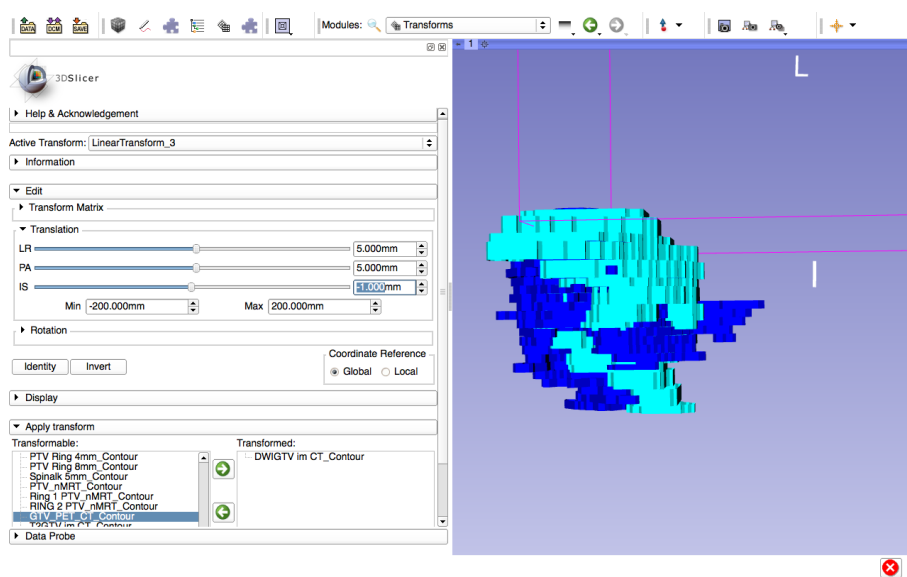 DATA DCM SAVE Modules: Transforms
1
3DSlicer
Help & Acknowledgement
Active Transform: LinearTransform_3
Information
Edit
Transform Matrix
Translation
LR 5.000mm
PA 5.000mm
IS -1.000mm
Min -200.000mm Max 200.000mm
Rotation
Identity Invert Coordinate Reference
Global Local
Display
Apply transform
Transformable: Transformed:
PTV Ring 4mm_Contour DWIGTV im CT_Contour
PTV Ring 8mm_Contour
Spinalk 5mm_Contour
PTV_nMRT_Contour
Ring 1 PTV_nMRT_Contour
RING 2 PTV_nMRT_Contour
GTV_PET_CT_Contour
T2GTV im CT_Contour
Data Probe
L
I